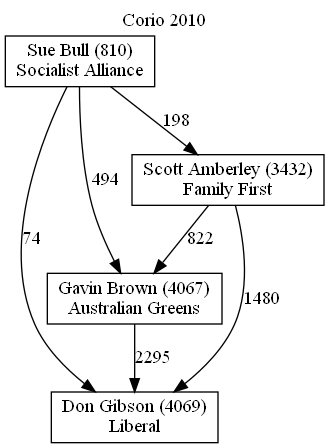 Corio 2010
Sue Bull (810)
Socialist Alliance
198
Scott Amberley (3432)
Family First
494
74
822
Gavin Brown (4067)
Australian Greens
1480
2295
Don Gibson (4069)
Liberal